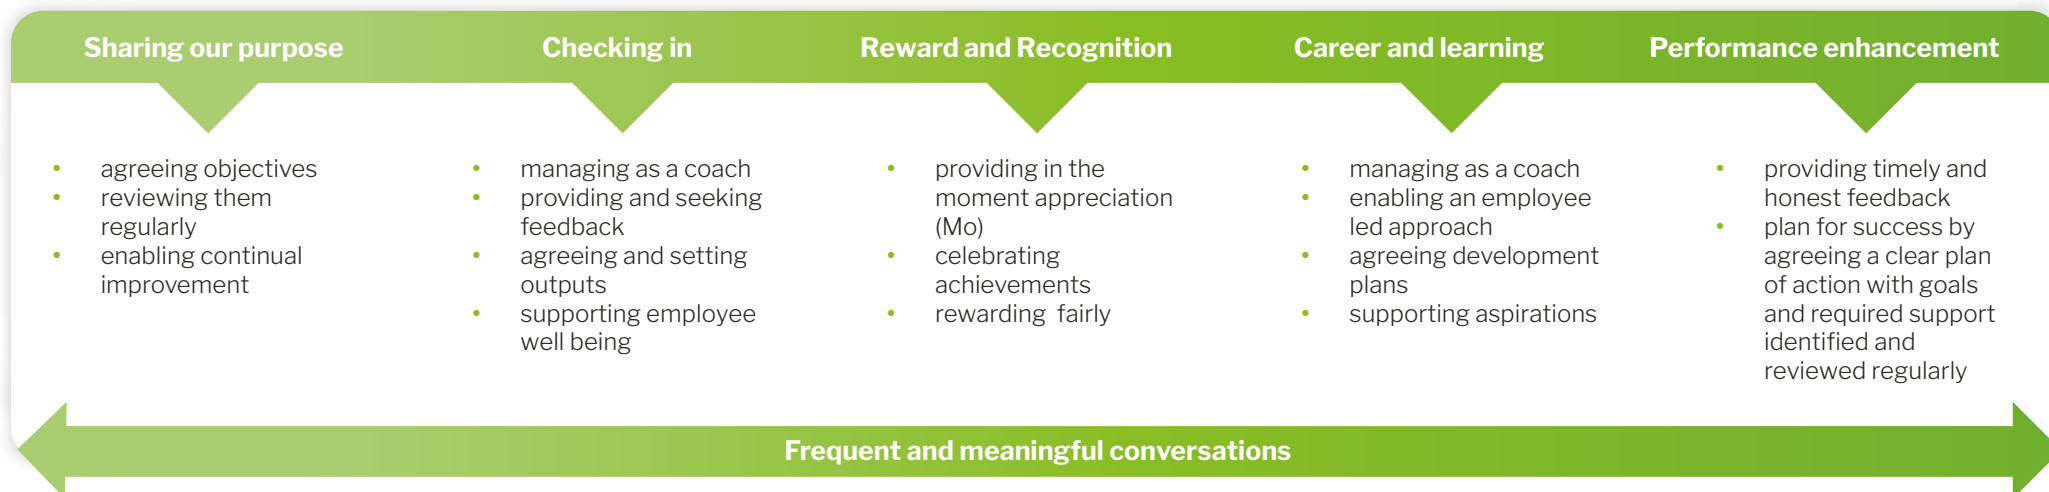 Sharing our purpose
Checking in
Reward and Recognition
Career and learning
Performance enhancement
• agreeing objectives
• reviewing them
regularly
• enabling continual
improvement
• managing as a coach
• providing and seeking
feedback
• agreeing and setting
outputs
• supporting employee
well being
• providing in the
moment appreciation
(Mo)
• celebrating
achievements
• rewarding  fairly
• managing as a coach
• enabling an employee
led approach
• agreeing development
plans
• supporting aspirations
• providing timely and
honest feedback
• plan for success by
agreeing a clear plan
of action with goals
and required support
identified and
reviewed regularly
Frequent and meaningful conversations